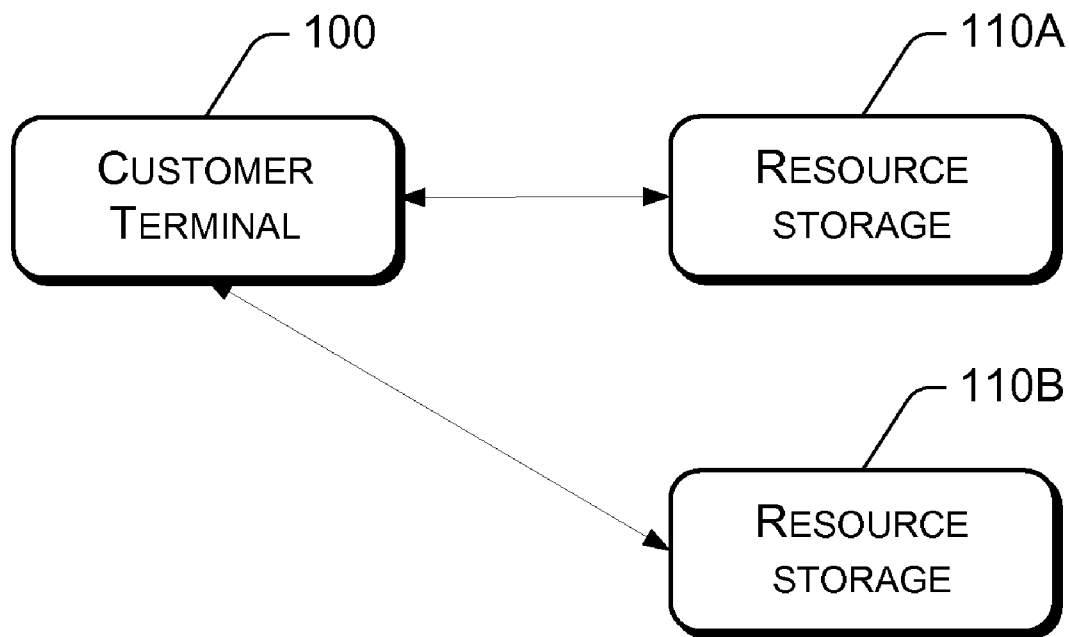 100
CUSTOMER
TERMINAL
110A
RESOURCE
STORAGE
110B
RESOURCE
STORAGE